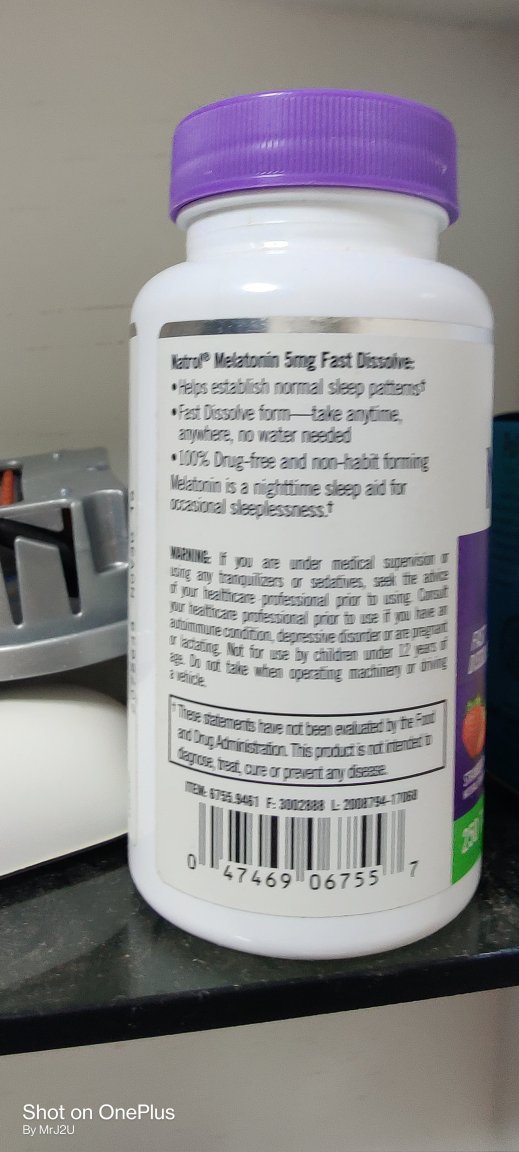 Natrol® Melatonin 5mg Fast Dissolve:
•Helps establish normal sleep patterns†
•Fast Dissolve form—take anytime,
anywhere, no water needed
•100% Drug-free and non-habit forming
Melatonin is a nighttime sleep aid for
occasional sleeplessness.†
WARNING: If you are under medical supervision or
using any tranquilizers or sedatives, seek the advice
of your healthcare professional prior to using. Consult
your healthcare professional prior to use if you have an
autoimmune condition, depressive disorder or are pregnant
or lactating. Not for use by children under 12 years of
age. Do not take when operating machinery or driving
a vehicle.
†These statements have not been evaluated by the Food
and Drug Administration. This product is not intended to
diagnose, treat, cure or prevent any disease.
ITEM: 6755.9461 F: 3002888 L: 2008794-17068
0 47469 06755 7
250
Shot on OnePlus
By MrJ2U